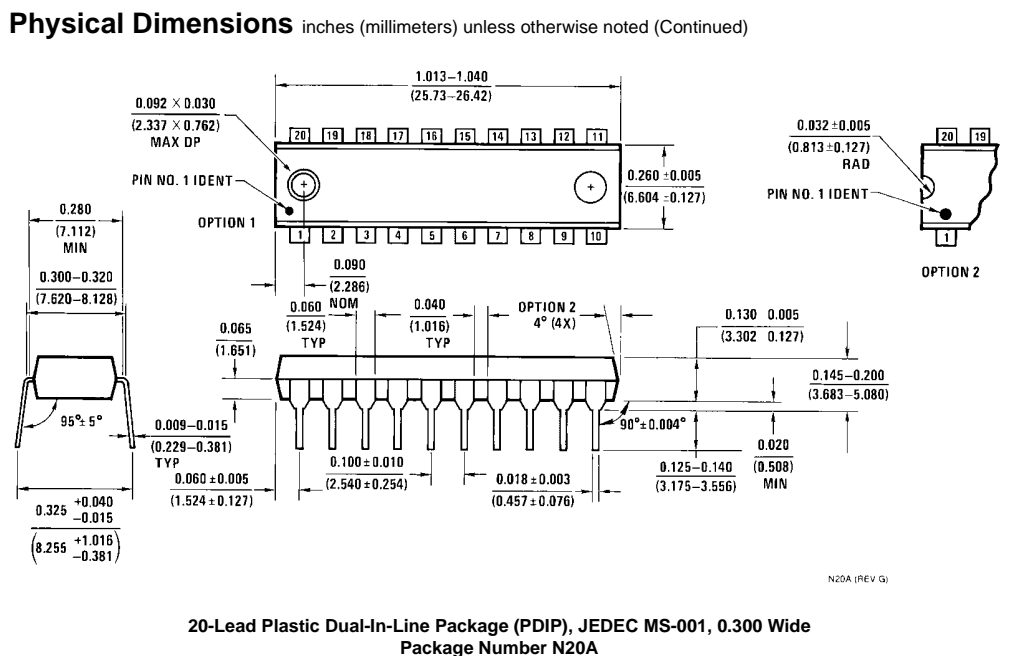 Physical Dimensions inches (millimeters) unless otherwise noted (Continued)
1.013–1.040
(25.73–26.42)
0.092 × 0.030
(2.337 × 0.762)
MAX DP
20 19 18 17 16 15 14 13 12 11
PIN NO. 1 IDENT
OPTION 1
1 2 3 4 5 6 7 8 9 10
0.260 ±0.005
(6.604 ±0.127)
0.032 ±0.005
(0.813 ±0.127)
RAD
20 19
PIN NO. 1 IDENT
1
OPTION 2
0.280
(7.112)
MIN
0.300–0.320
(7.620–8.128)
0.090
(2.286)
NOM
0.060
(1.524)
TYP
0.040
(1.016)
TYP
OPTION 2
4° (4X)
0.065
(1.651)
0.130 0.005
(3.302 0.127)
0.145–0.200
(3.683–5.080)
95° ± 5°
90° ± 0.004°
0.009–0.015
(0.229–0.381)
TYP
0.020
(0.508)
MIN
0.125–0.140
(3.175–3.556)
0.100 ± 0.010
(2.540 ± 0.254)
0.018 ± 0.003
(0.457 ± 0.076)
0.060 ± 0.005
(1.524 ± 0.127)
0.325 +0.040
−0.015
(8.255 +1.016
−0.381)
N20A (REV G)
20-Lead Plastic Dual-In-Line Package (PDIP), JEDEC MS-001, 0.300 Wide
Package Number N20A